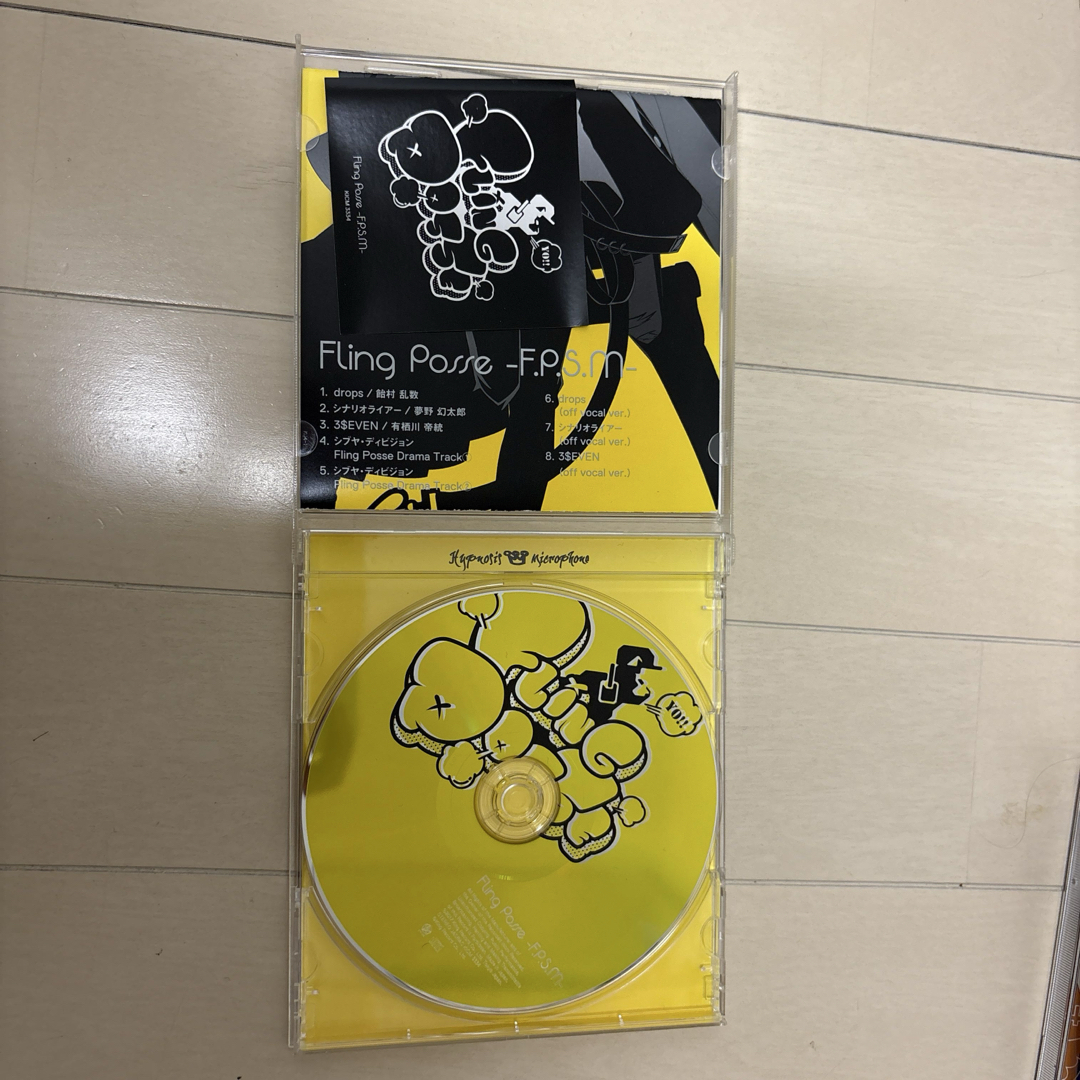 Fling Posse -F.P.S.M-
KICM 3334
YO!!
Fling Posse -F.P.S.M-
1. drops / 飴村 乱数
2. シナリオライアー / 夢野 幻太郎
3. 3$EVEN / 有栖川 帝統
4. シブヤ・ディビジョン
Fling Posse Drama Track①
5. シブヤ・ディビジョン
Fling Posse Drama Track②
6. drops
(off vocal ver.)
7. シナリオライアー
(off vocal ver.)
8. 3$EVEN
(off vocal ver.)
Hypnosis Microphone
YO!!
Fling Posse -F.P.S.M-